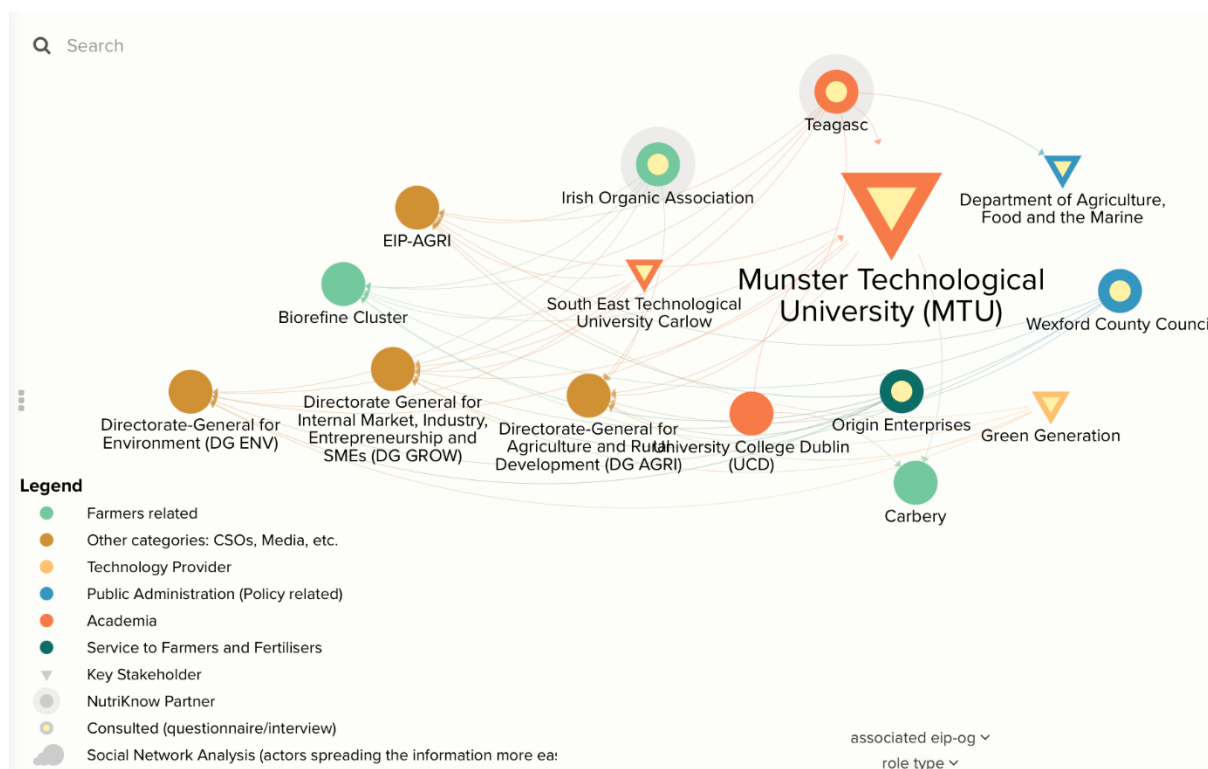 Search
Teagasc
Irish Organic Association
Department of Agriculture,
Food and the Marine
EIP-AGRI
Munster Technological
University (MTU)
South East Technological
University Carlow
Biorefine Cluster
Wexford County Counci
Directorate-General for
Environment (DG ENV)
Directorate General for
Internal Market, Industry,
Entrepreneurship and
SMEs (DG GROW)
Directorate-General for
Agriculture and Rural
Development (DG AGRI)
University College Dublin
(UCD)
Origin Enterprises
Green Generation
Carbery
Legend
Farmers related
Other categories: CSOs, Media, etc.
Technology Provider
Public Administration (Policy related)
Academia
Service to Farmers and Fertilisers
Key Stakeholder
NutriKnow Partner
Consulted (questionnaire/interview)
Social Network Analysis (actors spreading the information more eas
associated eip-og
role type